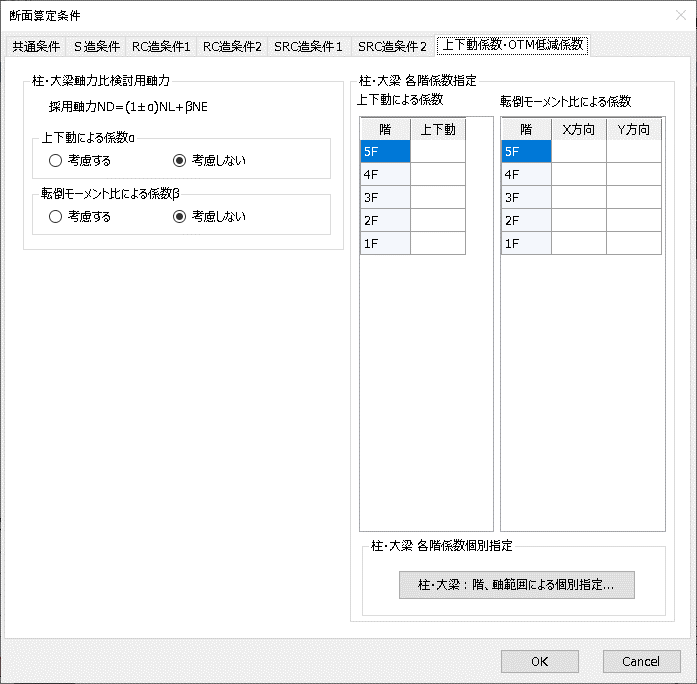 断面算定条件
共通条件 S造条件 RC造条件1 RC造条件2 SRC造条件1 SRC造条件2 上下動係数・OTM低減係数
柱・大梁軸力比検討用軸力
採用軸力ND=(1±α)NL+βNE
上下動による係数α
考慮する 考慮しない
転倒モーメント比による係数β
考慮する 考慮しない
柱・大梁 各階係数指定
上下動による係数
階 上下動
5F
4F
3F
2F
1F
転倒モーメント比による係数
階 X方向 Y方向
5F
4F
3F
2F
1F
柱・大梁 各階係数個別指定
柱・大梁：階、軸範囲による個別指定...
OK Cancel